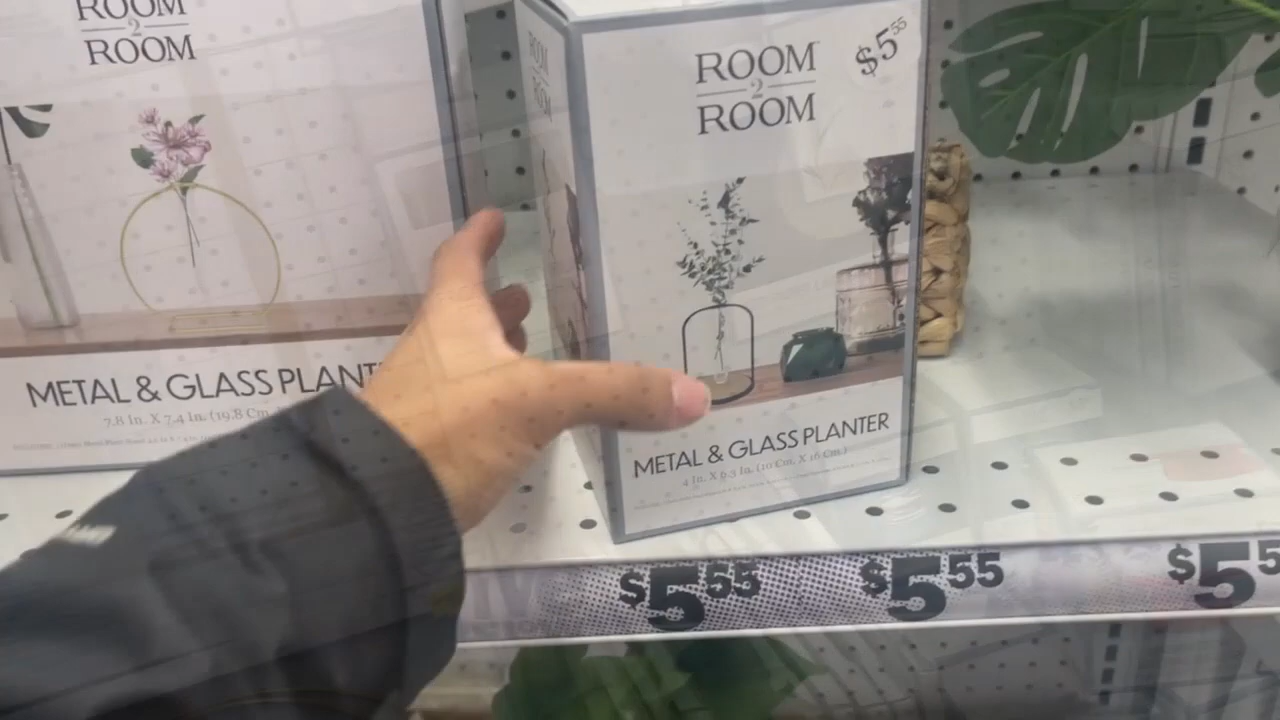 ROOM
2
ROOM
METAL & GLASS PLANT
7.8 In. X 7.4 In. (19.8 Cm
ROOM
2
ROOM
$5 55
METAL & GLASS PLANTER
4 In. X 6.3 In. (10 Cm. X 16 Cm.)
ROOM
ROOM
$5 55
$5 55
$5 5